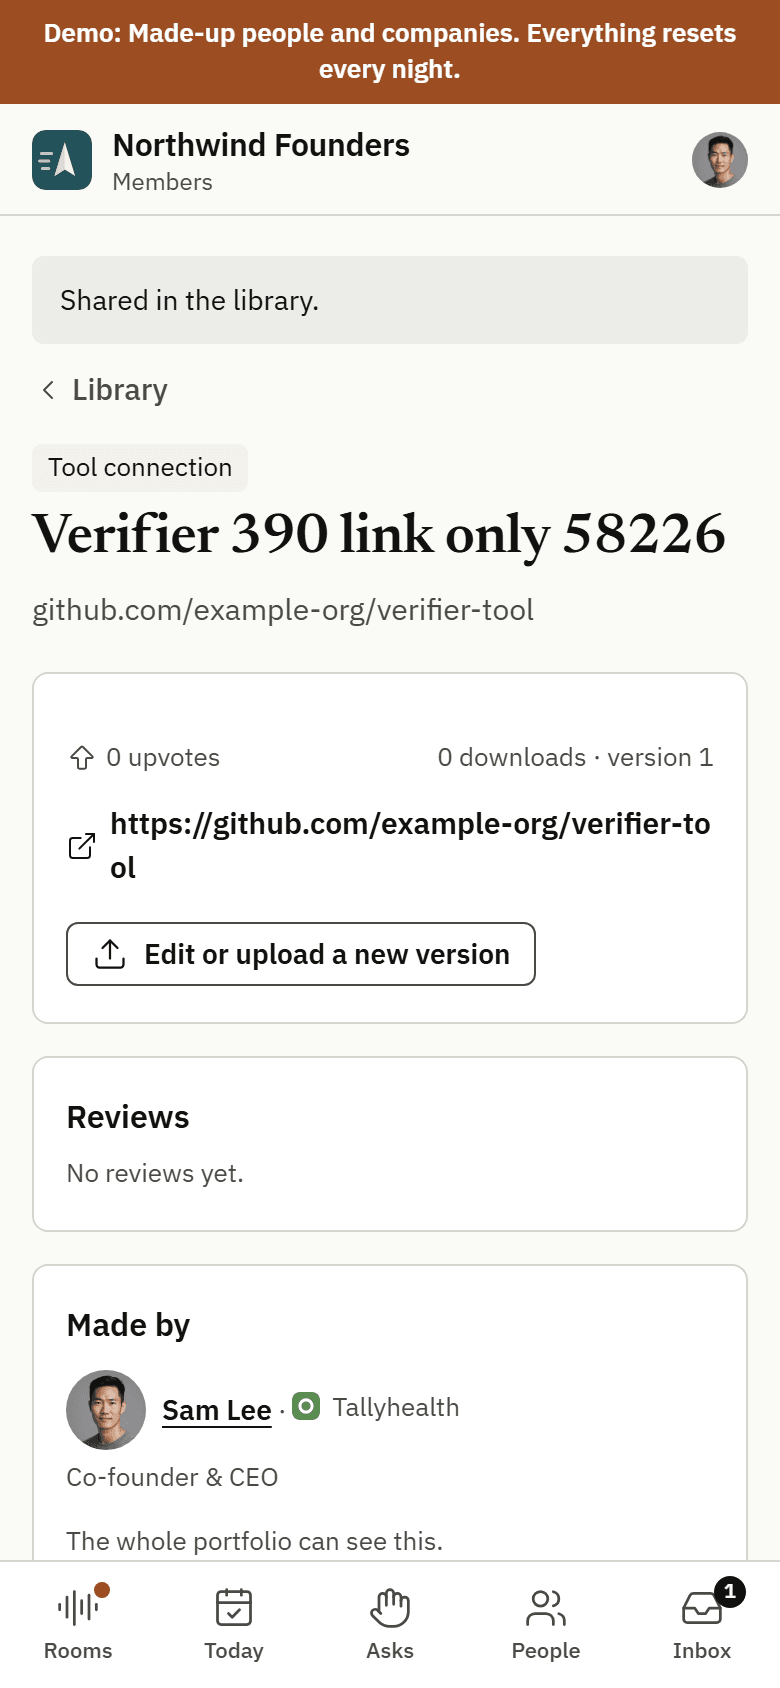 Demo: Made-up people and companies. Everything resets
every night.
Northwind Founders
Members
Shared in the library.
Library
Tool connection
Verifier 390 link only 58226
github.com/example-org/verifier-tool
0 upvotes
0 downloads · version 1
https://github.com/example-org/verifier-to
ol
Edit or upload a new version
Reviews
No reviews yet.
Made by
Sam Lee · Tallyhealth
Co-founder & CEO
The whole portfolio can see this.
1
Rooms
Today
Asks
People
Inbox